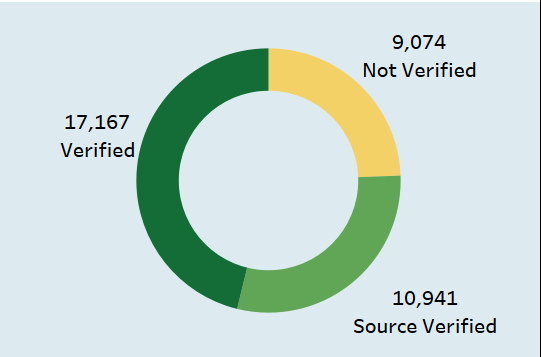 9,074
Not Verified
17,167
Verified
10,941
Source Verified